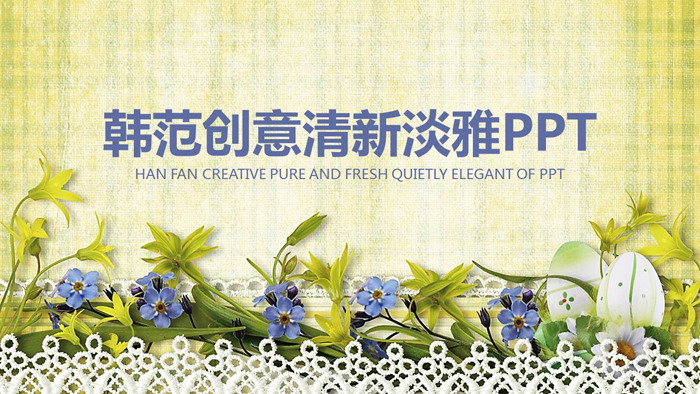 韩范创意清新淡雅PPT
HAN FAN CREATIVE PURE AND FRESH QUIETLY ELEGANT OF PPT